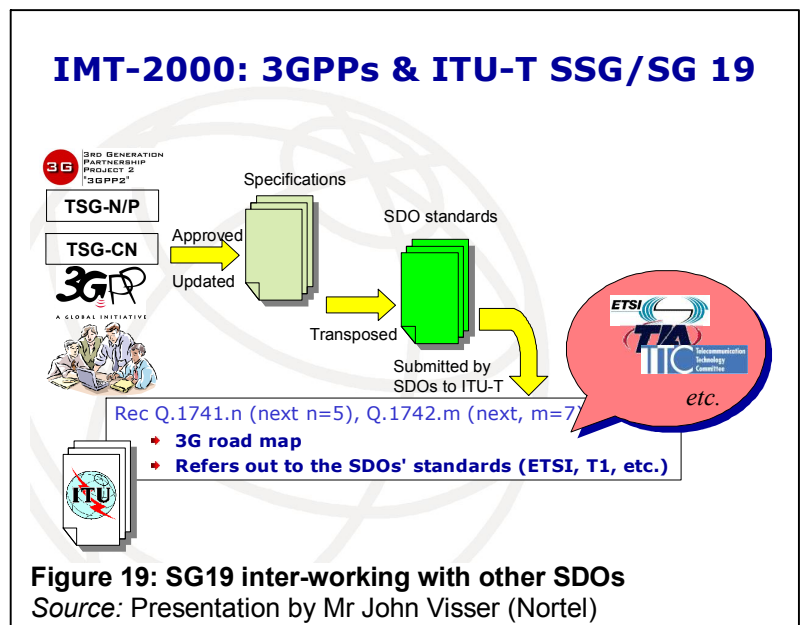 IMT-2000: 3GPPs & ITU-T SSG/SG 19
3G
3RD GENERATION
PARTNERSHIP
PROJECT 2
"3GPP2"
TSG-N/P
TSG-CN
3GPP
A GLOBAL INITIATIVE
Approved
Updated
Specifications
Transposed
SDO standards
Submitted by
SDOs to ITU-T
ETSI
TIA
TTC Telecommunication
Technology
Committee
etc.
Rec Q.1741.n (next n=5), Q.1742.m (next, m=7)
3G road map
Refers out to the SDOs' standards (ETSI, T1, etc.)
ITU
Figure 19: SG19 inter-working with other SDOs
Source: Presentation by Mr John Visser (Nortel)